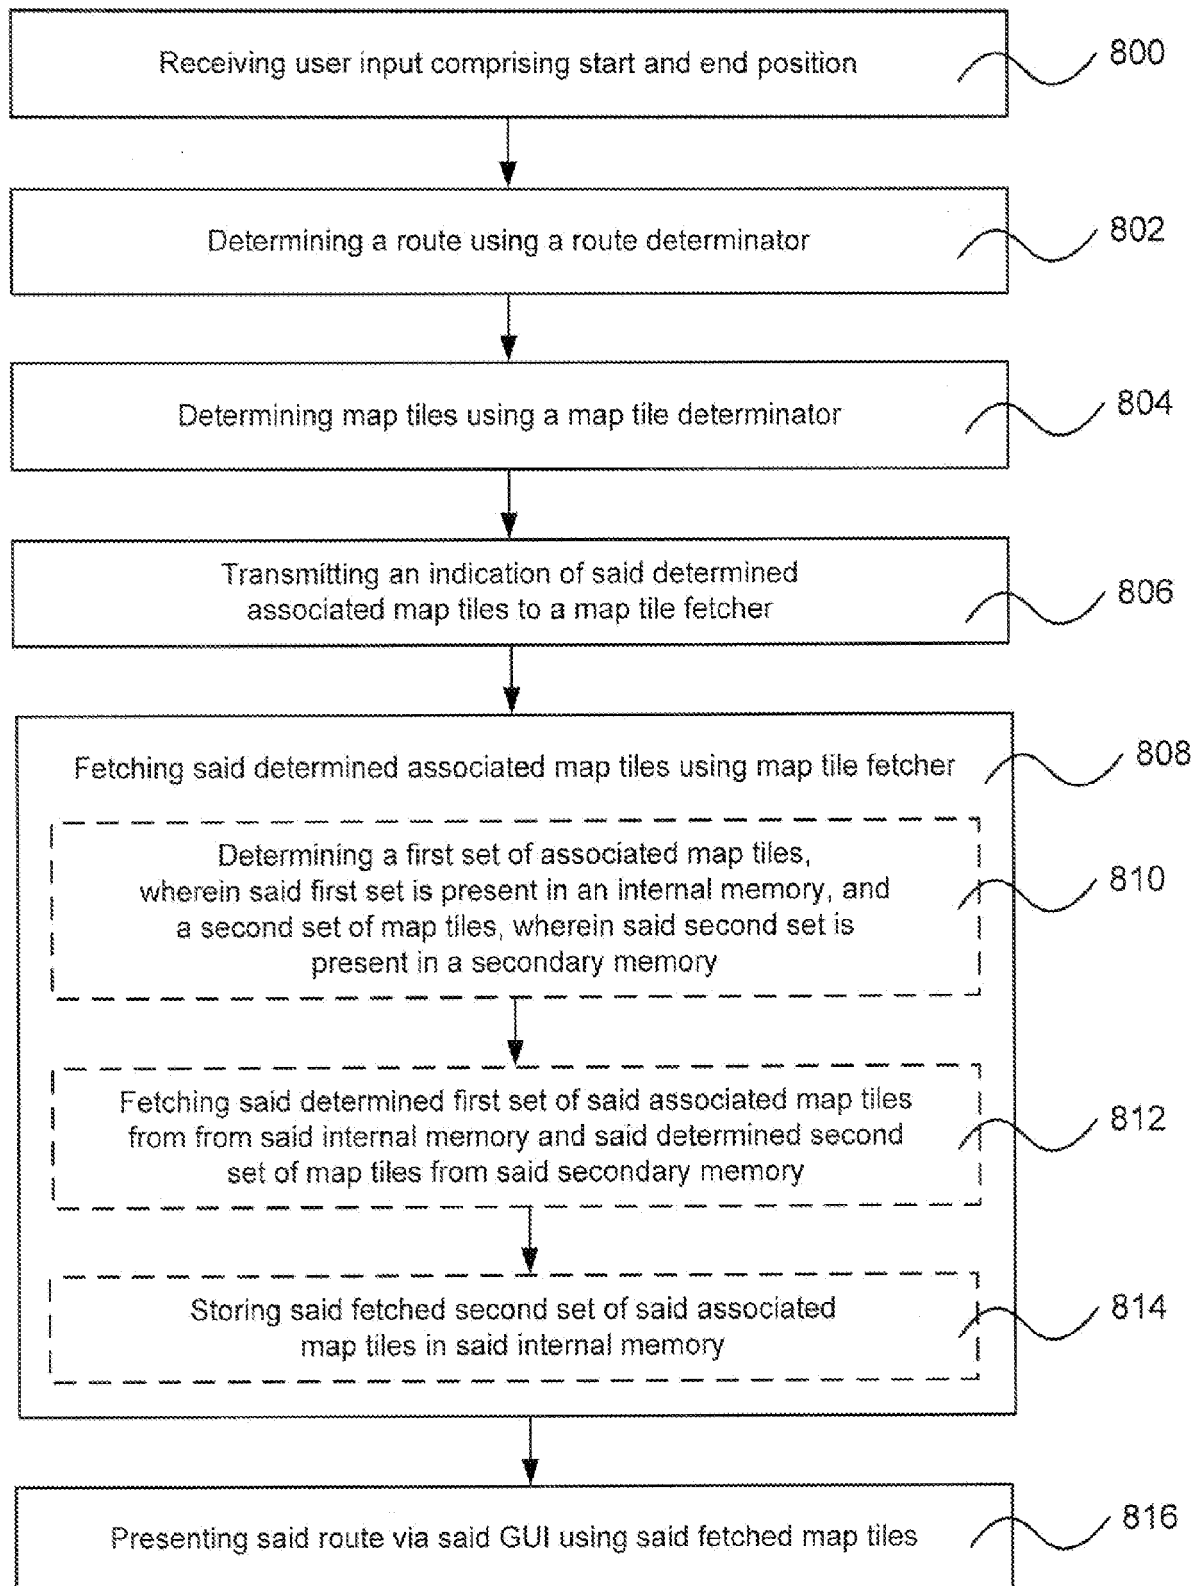 Receiving user input comprising start and end position
800
Determining a route using a route determinator
802
Determining map tiles using a map tile determinator
804
Transmitting an indication of said determined
associated map tiles to a map tile fetcher
806
Fetching said determined associated map tiles using map tile fetcher
808
Determining a first set of associated map tiles,
wherein said first set is present in an internal memory, and
a second set of map tiles, wherein said second set is
present in a secondary memory
810
Fetching said determined first set of said associated map tiles
from from said internal memory and said determined second
set of map tiles from said secondary memory
812
Storing said fetched second set of said associated
map tiles in said internal memory
814
Presenting said route via said GUI using said fetched map tiles
816